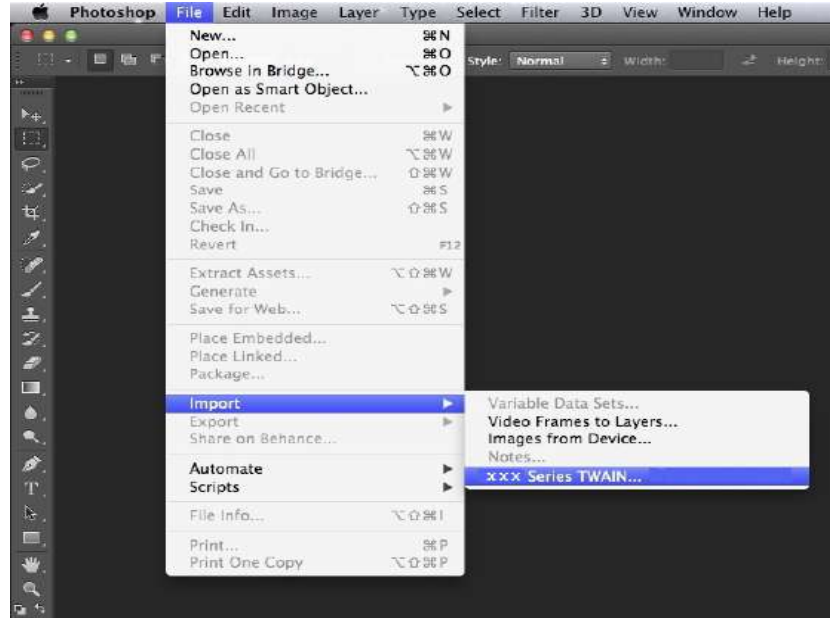 Photoshop File Edit Image Layer Type Select Filter 3D View Window Help
Style: Normal Width: Height:
New... ⌘N
Open... ⌘O
Browse in Bridge... ⌥⌘O
Open as Smart Object...
Open Recent
Close ⌘W
Close All ⌥⌘W
Close and Go to Bridge... ⇧⌘W
Save ⌘S
Save As... ⇧⌘S
Check In...
Revert F12
Extract Assets... ⌥⇧⌘W
Generate
Save for Web... ⌥⇧⌘S
Place Embedded...
Place Linked...
Package...
Import
Export
Share on Behance...
Automate
Scripts
File Info... ⌥⇧⌘I
Print... ⌘P
Print One Copy ⌥⇧⌘P
Variable Data Sets...
Video Frames to Layers...
Images from Device...
Notes...
xxx Series TWAIN...